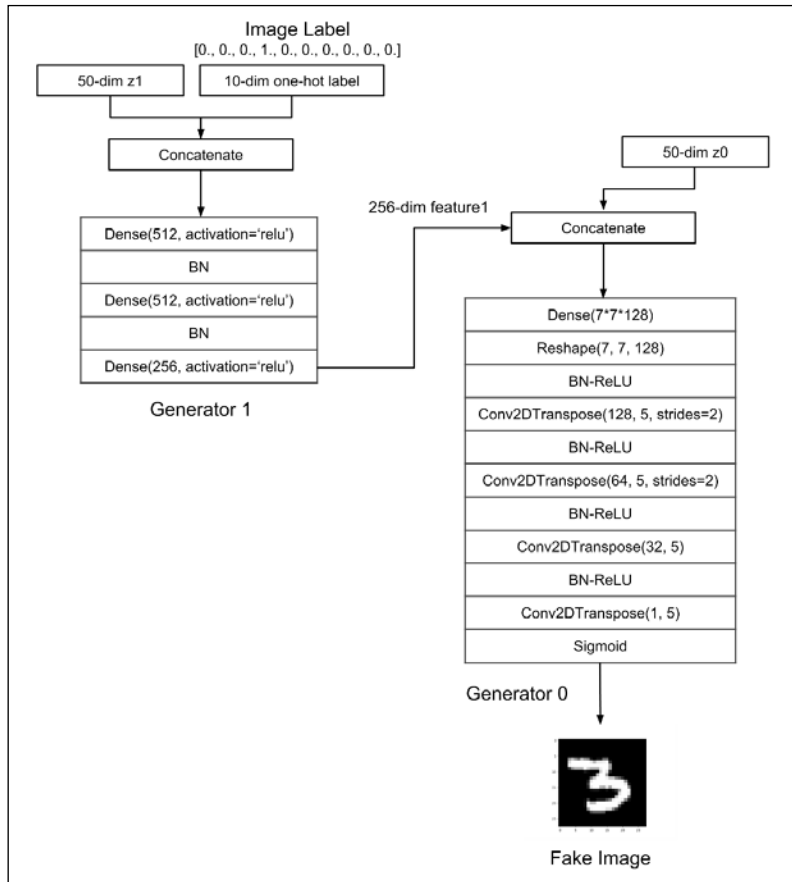 Image Label
[0., 0., 0., 1., 0., 0., 0., 0., 0., 0.]
50-dim z1
10-dim one-hot label
Concatenate
Dense(512, activation=‘relu’)
BN
Dense(512, activation=‘relu’)
BN
Dense(256, activation=‘relu’)
Generator 1
256-dim feature1
50-dim z0
Concatenate
Dense(7*7*128)
Reshape(7, 7, 128)
BN-ReLU
Conv2DTranspose(128, 5, strides=2)
BN-ReLU
Conv2DTranspose(64, 5, strides=2)
BN-ReLU
Conv2DTranspose(32, 5)
BN-ReLU
Conv2DTranspose(1, 5)
Sigmoid
Generator 0
3
Fake Image